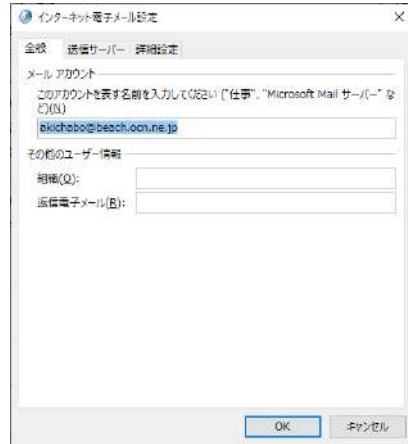 インターネット電子メール設定
全般 送信サーバー 詳細設定
メール アカウント
このアカウントを表す名前を入力してください ("仕事"、"Microsoft Mail サーバー" な
ど)(N)
akichabo@beach.ocn.ne.jp
その他のユーザー情報
組織(O):
返信電子メール(R):
OK キャンセル